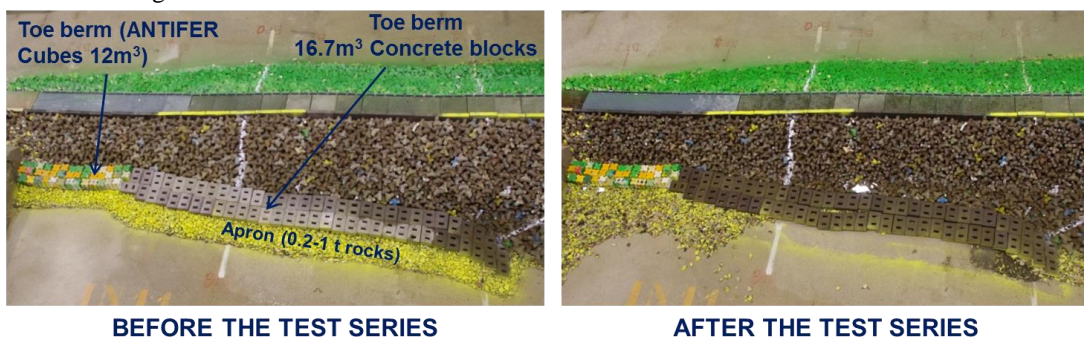 Toe berm (ANTIFER
Cubes 12m³)
Toe berm
16.7m³ Concrete blocks
Apron (0.2-1 t rocks)
BEFORE THE TEST SERIES
AFTER THE TEST SERIES